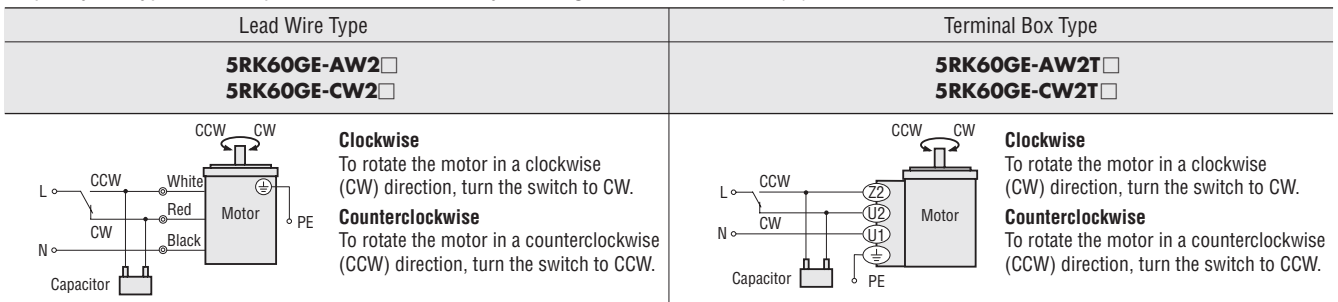 Lead Wire Type
5RK60GE-AW2□
5RK60GE-CW2□
CCW CW
L CCW White
Red Motor
CW
PE
N Black
Capacitor
Clockwise
To rotate the motor in a clockwise
(CW) direction, turn the switch to CW.
Counterclockwise
To rotate the motor in a counterclockwise
(CCW) direction, turn the switch to CCW.
Terminal Box Type
5RK60GE-AW2T□
5RK60GE-CW2T□
CCW CW
L CCW Z2
U2 Motor
N CW U1
Capacitor PE
Clockwise
To rotate the motor in a clockwise
(CW) direction, turn the switch to CW.
Counterclockwise
To rotate the motor in a counterclockwise
(CCW) direction, turn the switch to CCW.